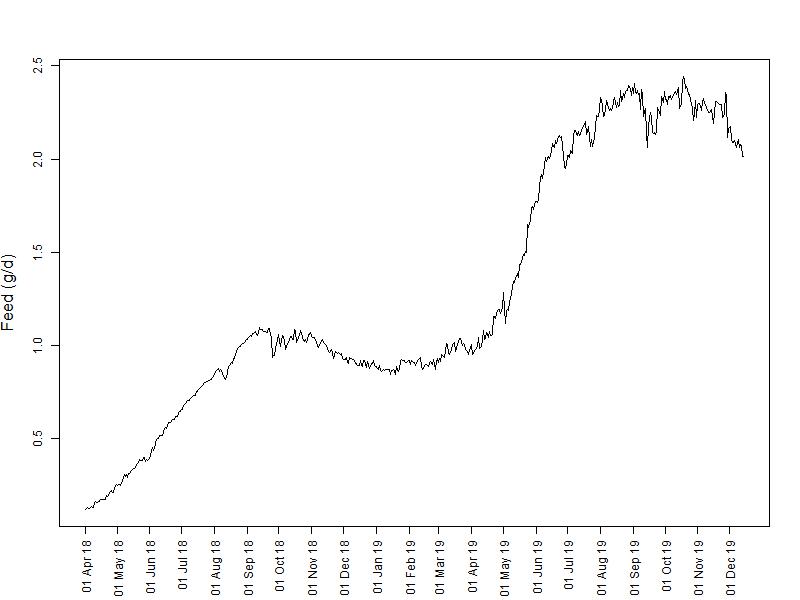 Feed (g/d)
2.5
2.0
1.5
1.0
0.5
01 Apr 18
01 May 18
01 Jun 18
01 Jul 18
01 Aug 18
01 Sep 18
01 Oct 18
01 Nov 18
01 Dec 18
01 Jan 19
01 Feb 19
01 Mar 19
01 Apr 19
01 May 19
01 Jun 19
01 Jul 19
01 Aug 19
01 Sep 19
01 Oct 19
01 Nov 19
01 Dec 19